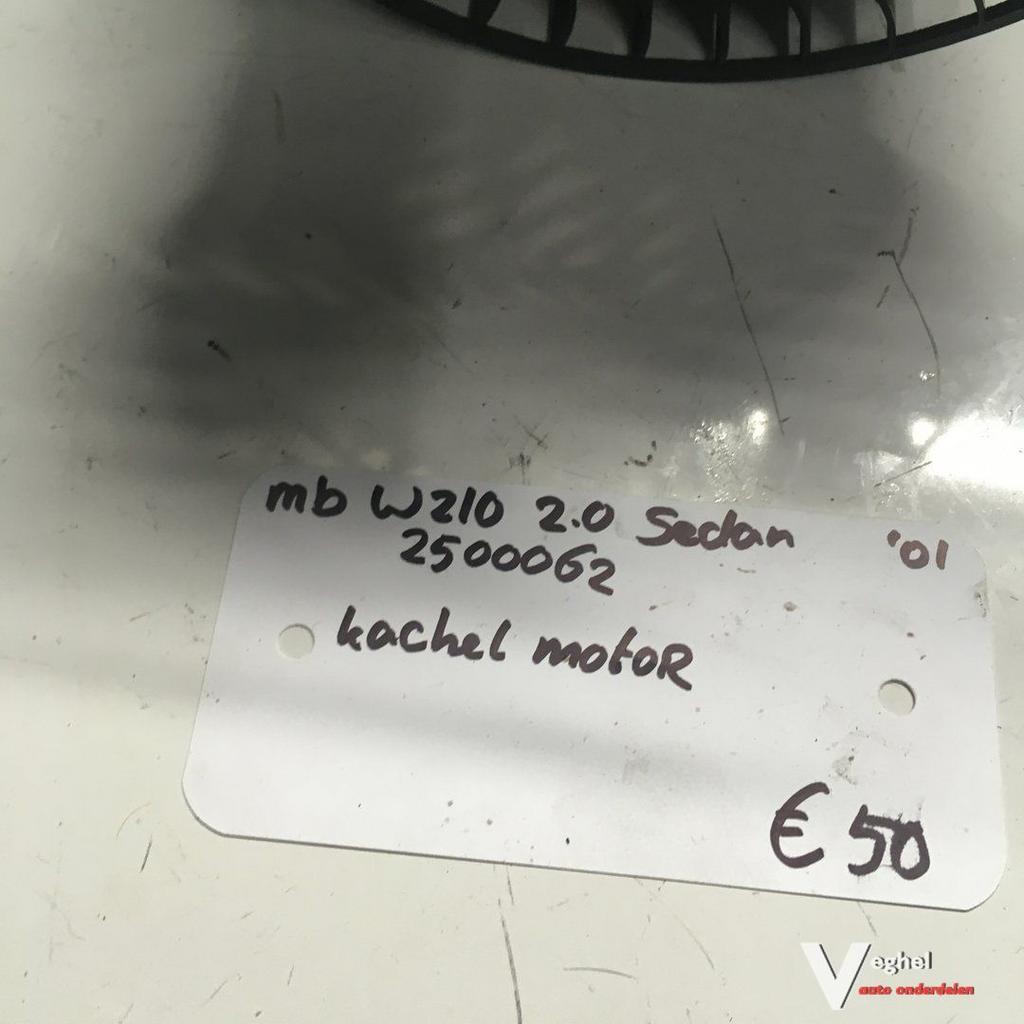 mb W210 2.0 Sedan '01
2500062
kachel motoR
€ 50
Veghel
auto onderdelen